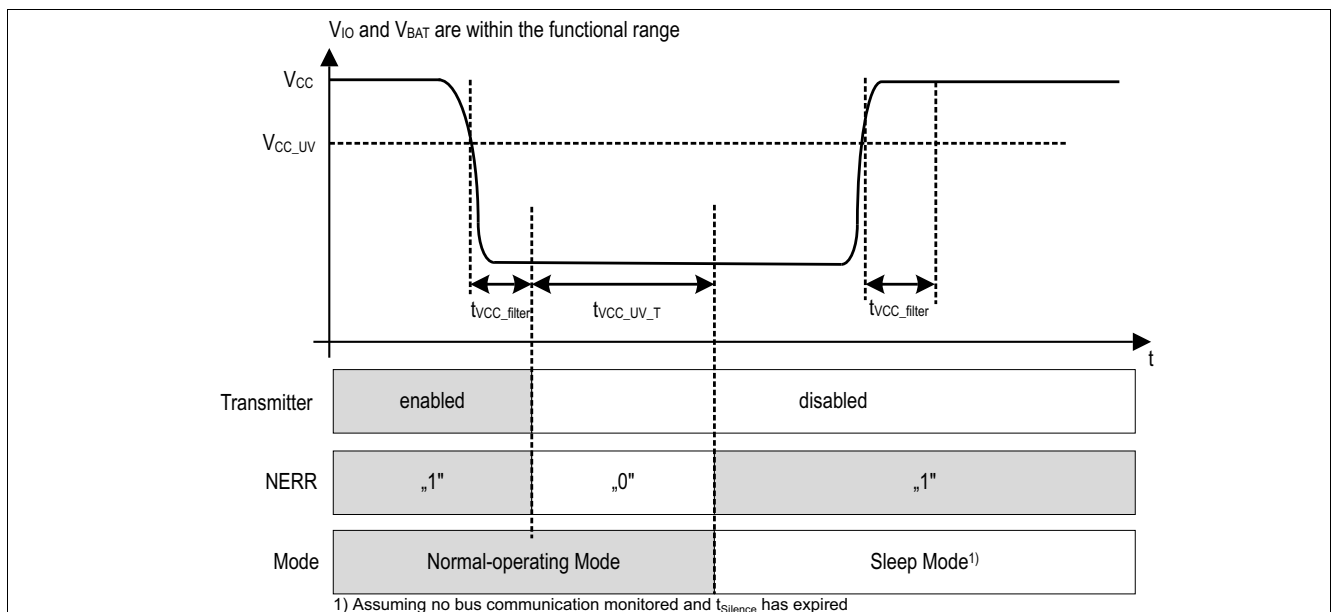 VIO and VBAT are within the functional range
VCC
VCC_UV
tVCC_filter
tVCC_UV_T
tVCC_filter
t
Transmitter
enabled
disabled
NERR
„1"
„0"
„1"
Mode
Normal-operating Mode
Sleep Mode1)
1) Assuming no bus communication monitored and tSilence has expired